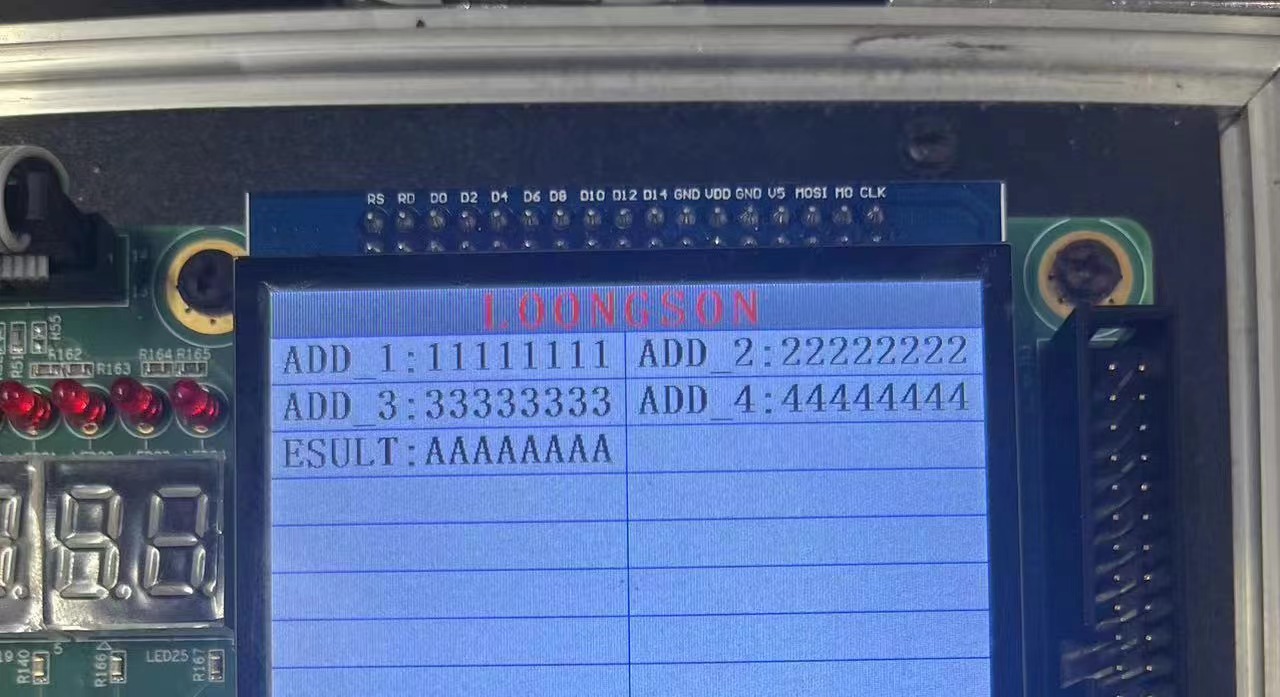 RS RD D0 D2 D4 D6 D8 D10 D12 D14 GND VDD GND V5 MOSI MO CLK
LOONGSON
ADD_1:11111111 ADD_2:22222222
ADD_3:33333333 ADD_4:44444444
ESULT:AAAAAAAA
R162 R163 R164 R165
R140 R166 LED25 R167